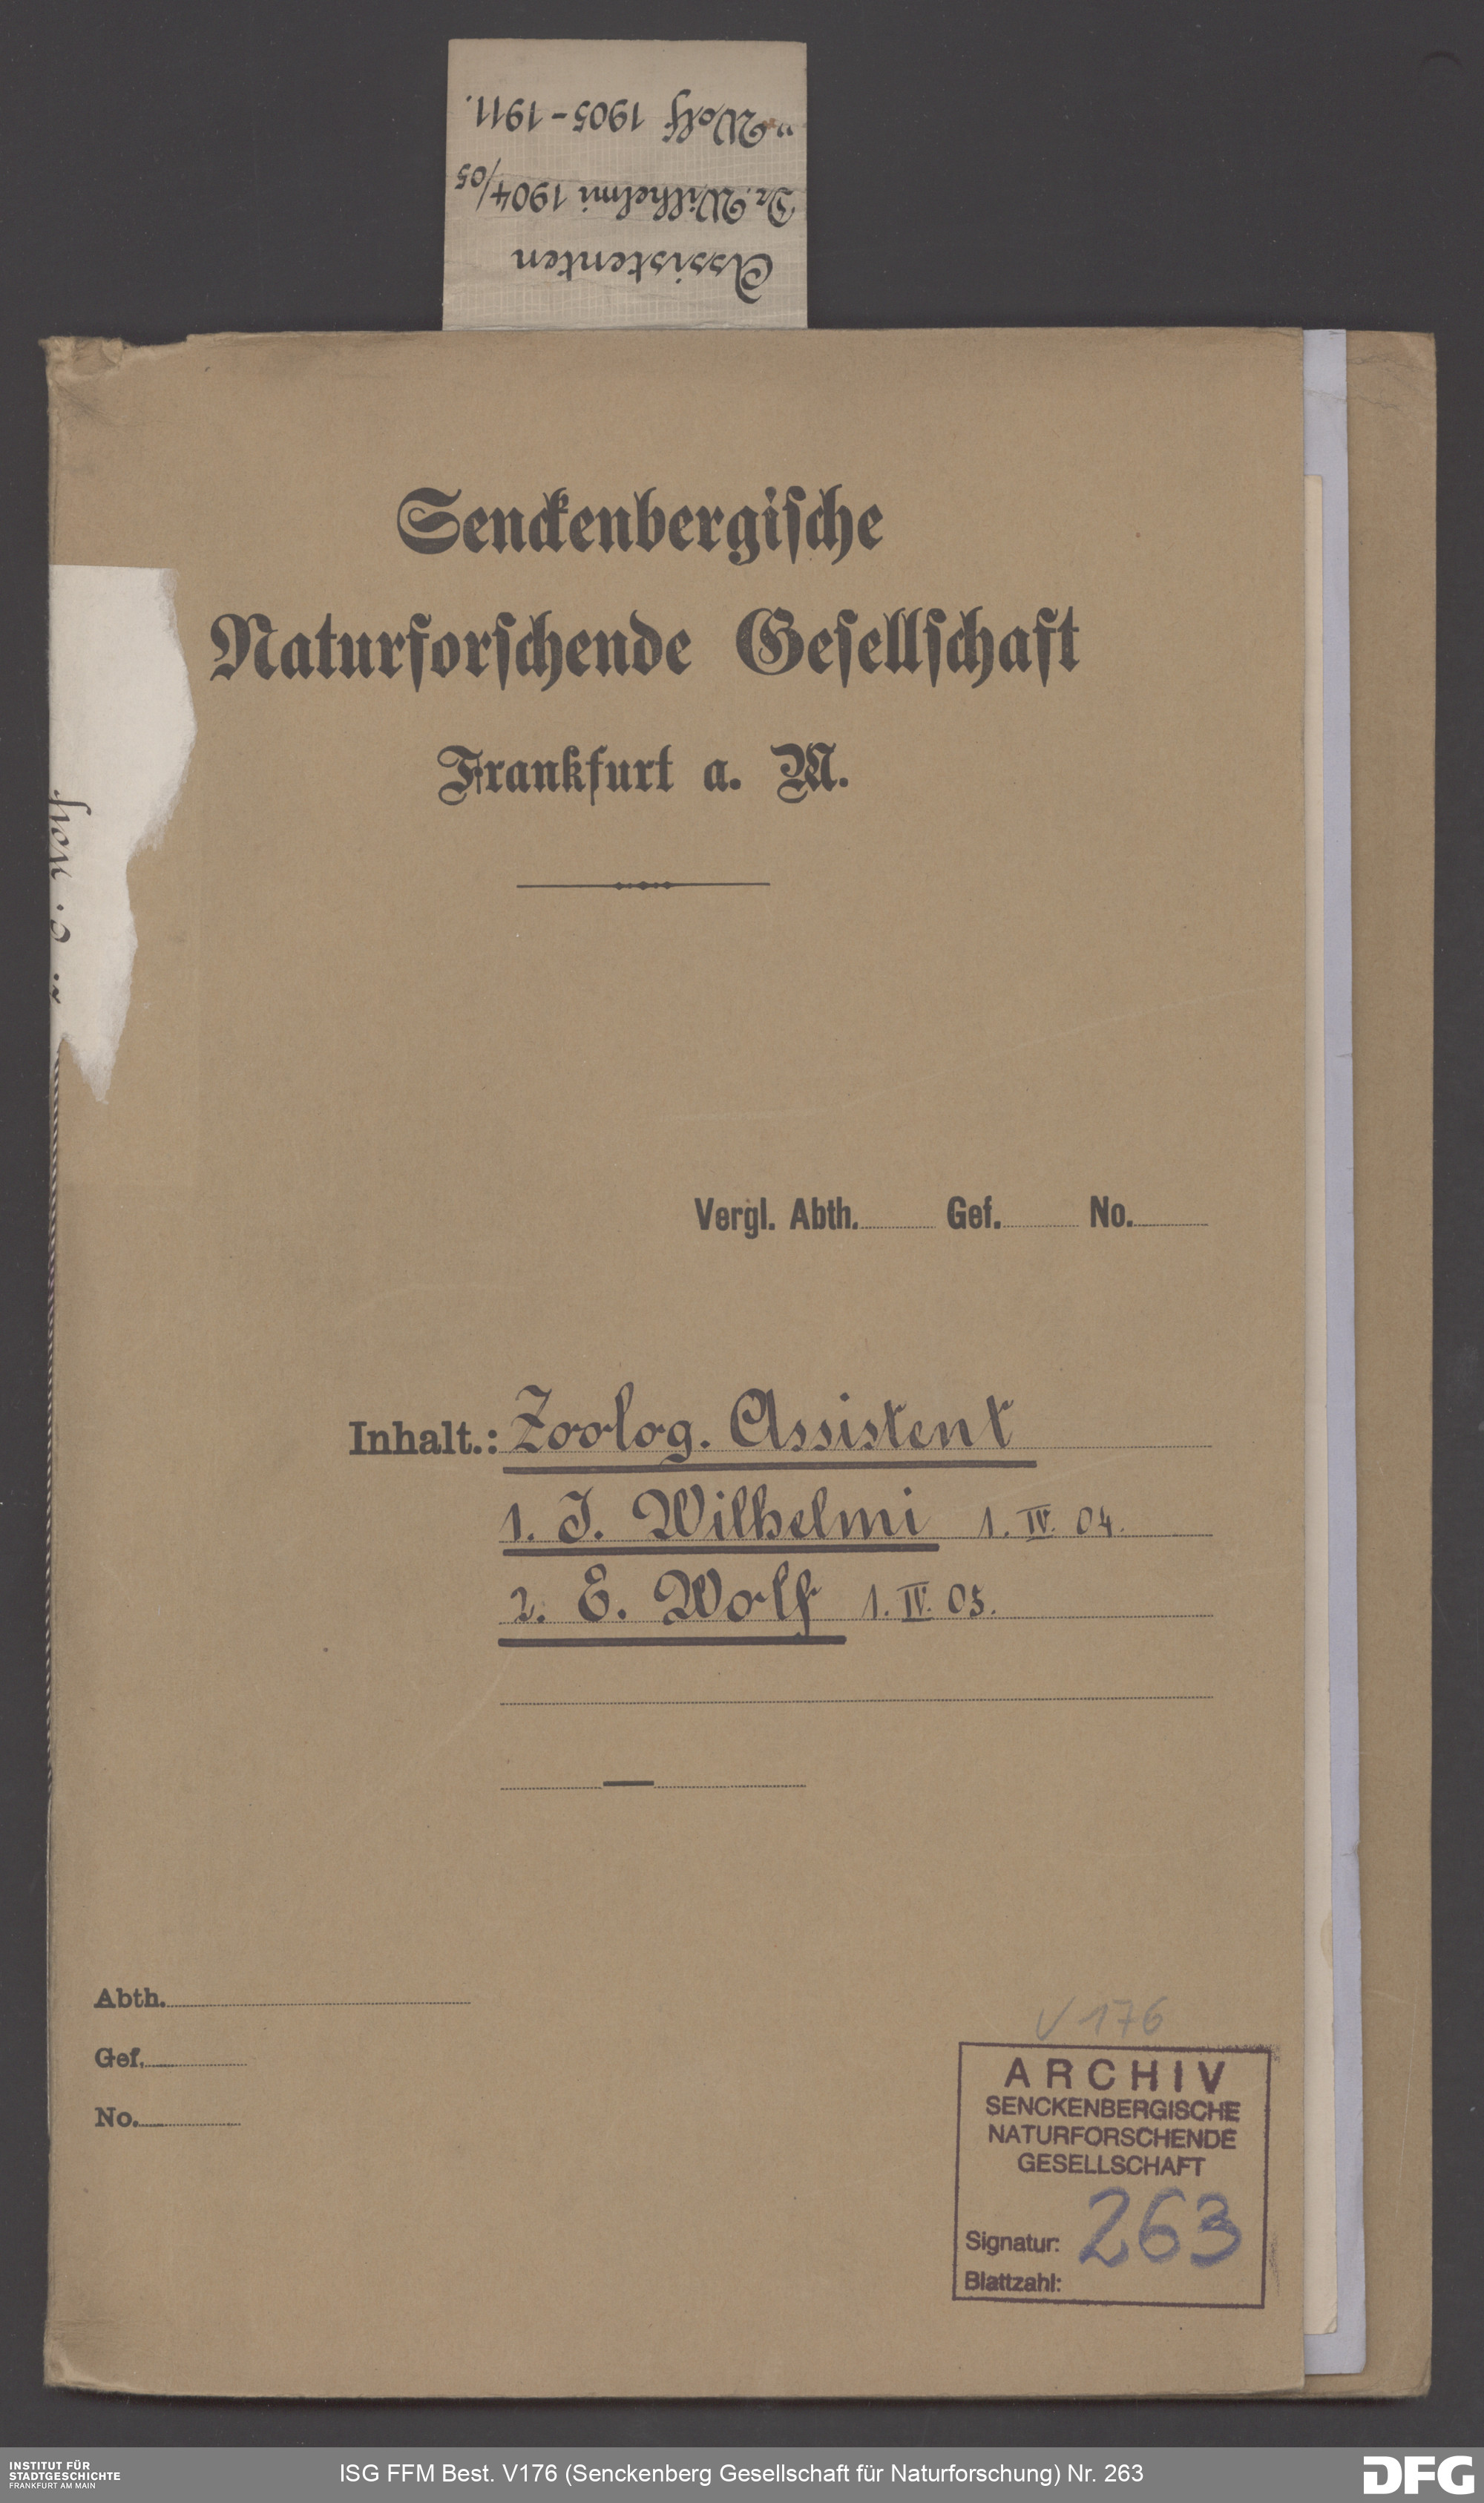 Assistenten
Dr. Wilhelmi 1904/05
" Wolf 1905-1911.
Senckenbergische
Naturforschende Gesellschaft
Frankfurt a. M.
Vergl. Abth. Gef. No.
Inhalt.: Zoolog. Assistent
1. J. Wilhelmi 1. IV. 04.
2. E. Wolf 1. IV. 05.
Abth.
Gef.
No.
V 176
ARCHIV
SENCKENBERGISCHE
NATURFORSCHENDE
GESELLSCHAFT
Signatur: 263
Blattzahl:
INSTITUT FÜR
STADTGESCHICHTE
FRANKFURT AM MAIN
ISG FFM Best. V176 (Senckenberg Gesellschaft für Naturforschung) Nr. 263
DFG